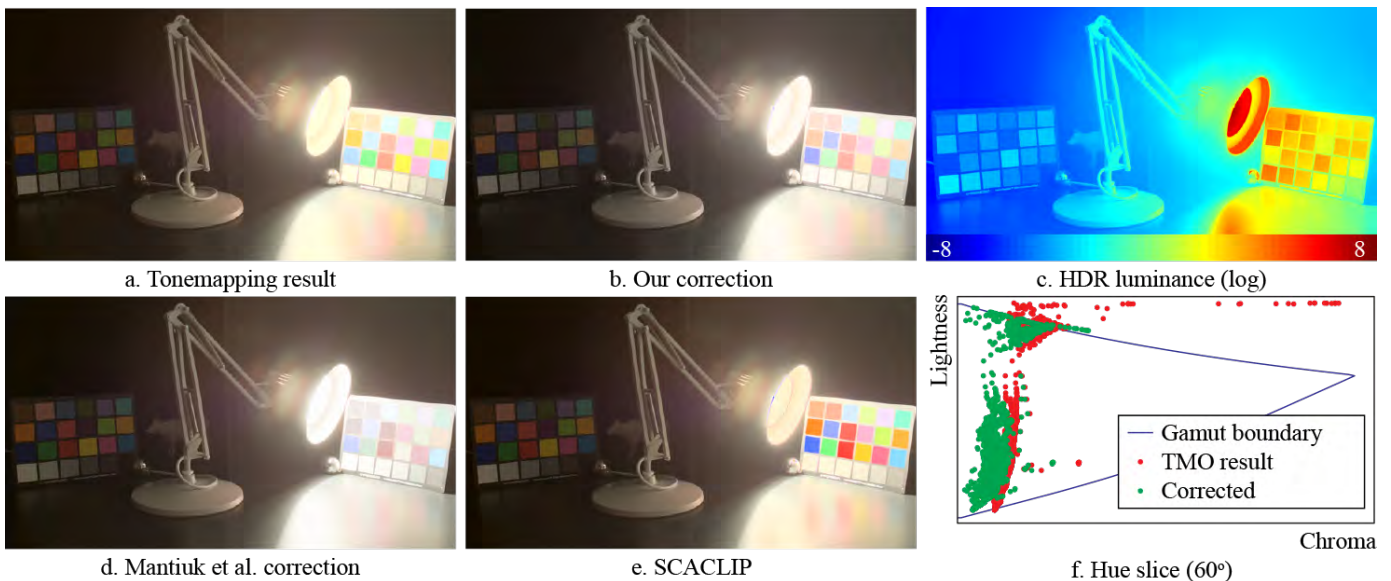 -8
8
a. Tonemapping result
b. Our correction
c. HDR luminance (log)
Lightness
Gamut boundary
TMO result
Corrected
Chroma
d. Mantiuk et al. correction
e. SCACLIP
f. Hue slice (60º)